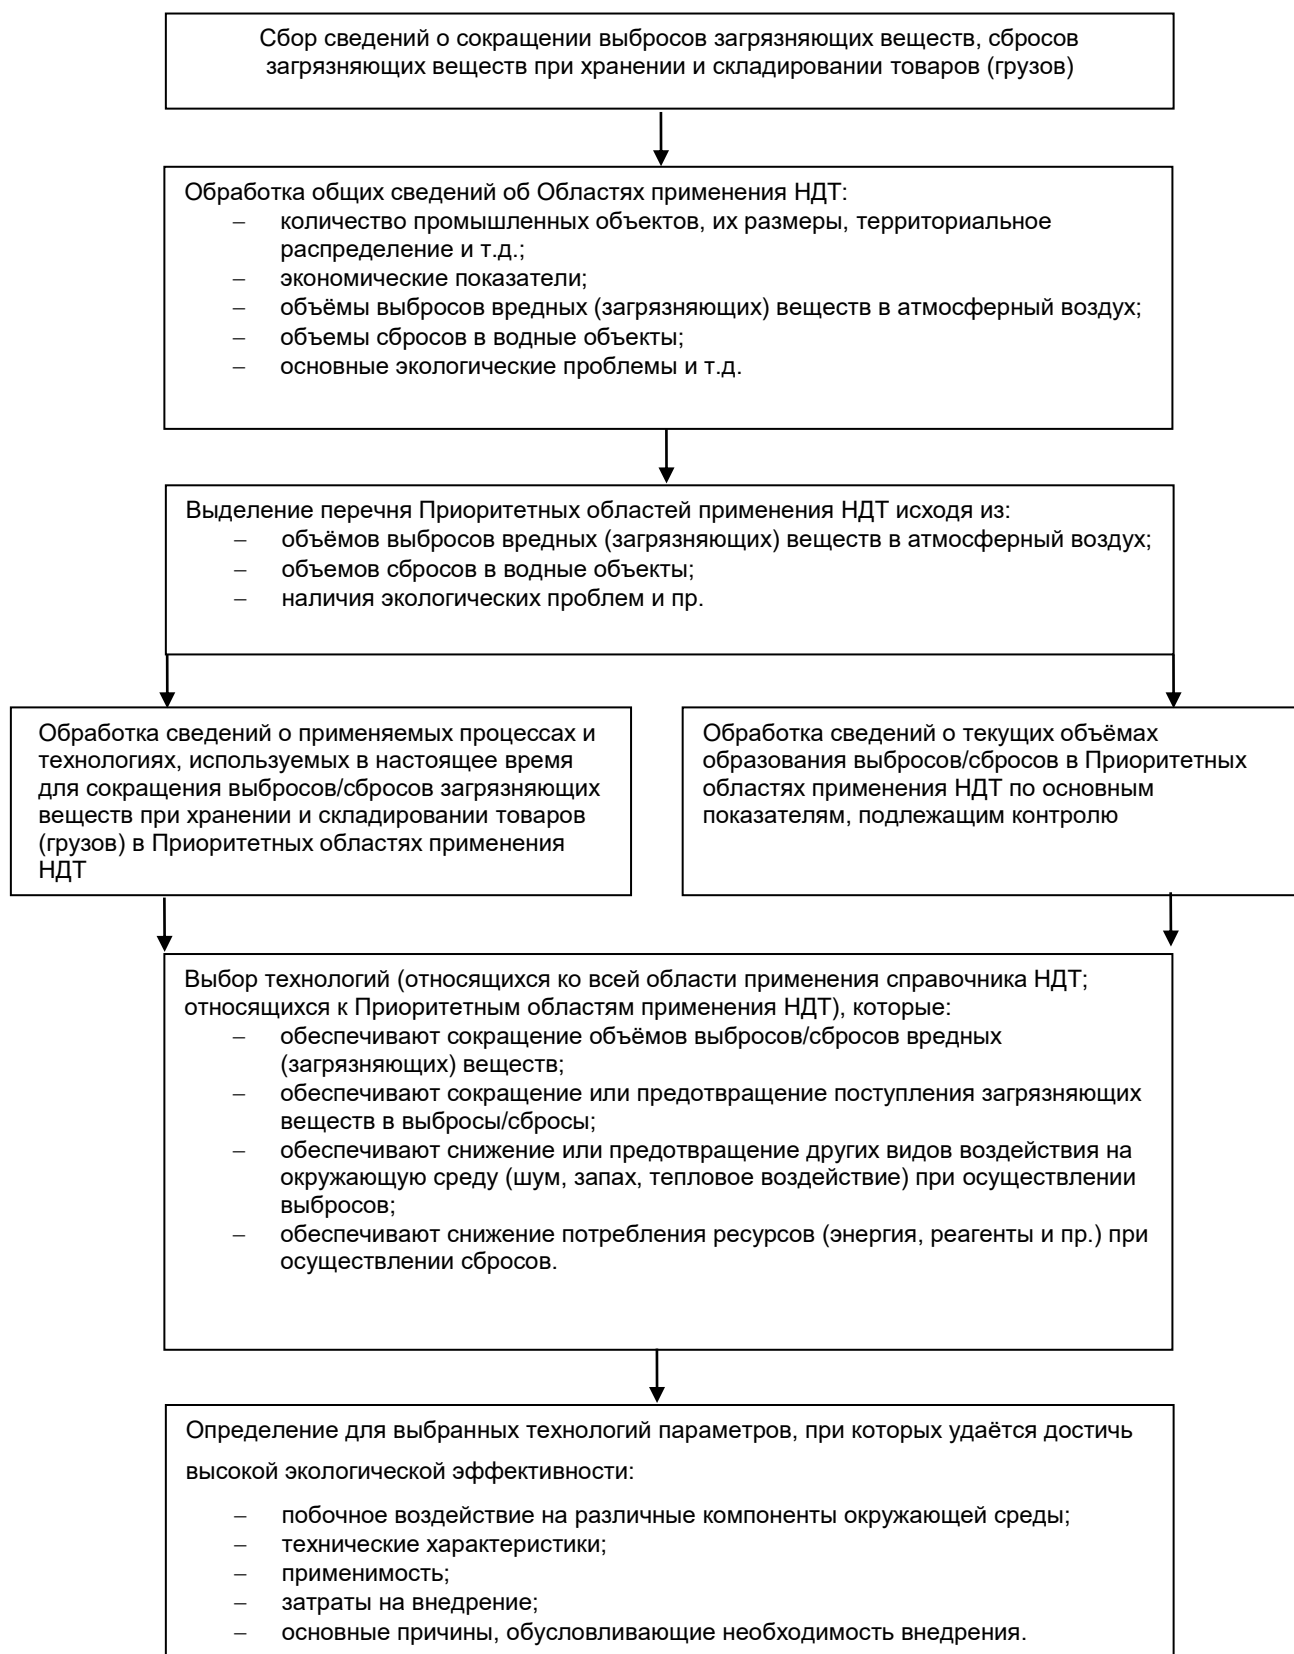 Сбор сведений о сокращении выбросов загрязняющих веществ, сбросов
загрязняющих веществ при хранении и складировании товаров (грузов)
Обработка общих сведений об Областях применения НДТ:
– количество промышленных объектов, их размеры, территориальное
распределение и т.д.;
– экономические показатели;
– объёмы выбросов вредных (загрязняющих) веществ в атмосферный воздух;
– объемы сбросов в водные объекты;
– основные экологические проблемы и т.д.
Выделение перечня Приоритетных областей применения НДТ исходя из:
– объёмов выбросов вредных (загрязняющих) веществ в атмосферный воздух;
– объемов сбросов в водные объекты;
– наличия экологических проблем и пр.
Обработка сведений о применяемых процессах и
технологиях, используемых в настоящее время
для сокращения выбросов/сбросов загрязняющих
веществ при хранении и складировании товаров
(грузов) в Приоритетных областях применения
НДТ
Обработка сведений о текущих объёмах
образования выбросов/сбросов в Приоритетных
областях применения НДТ по основным
показателям, подлежащим контролю
Выбор технологий (относящихся ко всей области применения справочника НДТ;
относящихся к Приоритетным областям применения НДТ), которые:
– обеспечивают сокращение объёмов выбросов/сбросов вредных
(загрязняющих) веществ;
– обеспечивают сокращение или предотвращение поступления загрязняющих
веществ в выбросы/сбросы;
– обеспечивают снижение или предотвращение других видов воздействия на
окружающую среду (шум, запах, тепловое воздействие) при осуществлении
выбросов;
– обеспечивают снижение потребления ресурсов (энергия, реагенты и пр.) при
осуществлении сбросов.
Определение для выбранных технологий параметров, при которых удаётся достичь
высокой экологической эффективности:
– побочное воздействие на различные компоненты окружающей среды;
– технические характеристики;
– применимость;
– затраты на внедрение;
– основные причины, обусловливающие необходимость внедрения.